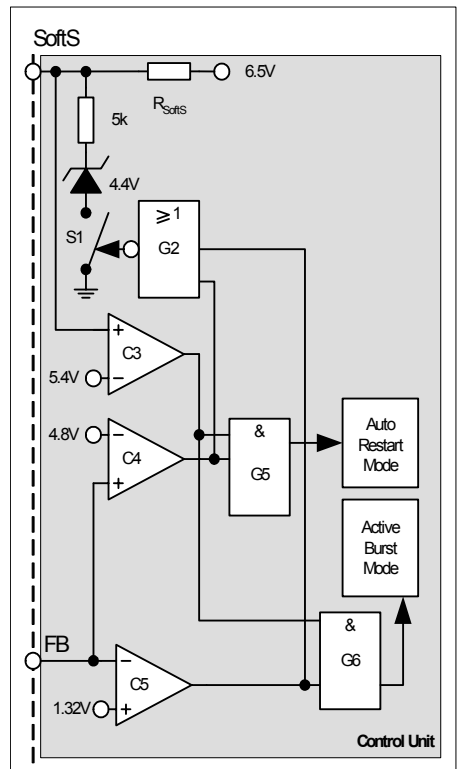 SoftS
6.5V
R_SoftS
5k
4.4V
S1
≥1
G2
+
C3
5.4V
−
4.8V
−
C4
+
&
G5
Auto
Restart
Mode
Active
Burst
Mode
FB
−
C5
1.32V
+
&
G6
Control Unit